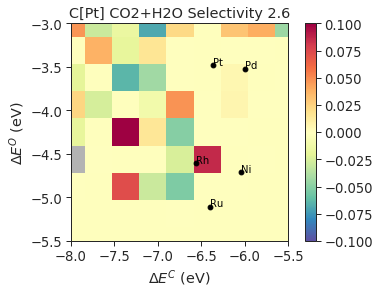 C[Pt] CO2+H2O Selectivity 2.6
−3.0
−3.5
−4.0
−4.5
−5.0
−5.5
ΔE^O (eV)
Pt
Pd
Rh
Ni
Ru
−8.0 −7.5 −7.0 −6.5 −6.0 −5.5
ΔE^C (eV)
0.100
0.075
0.050
0.025
0.000
−0.025
−0.050
−0.075
−0.100